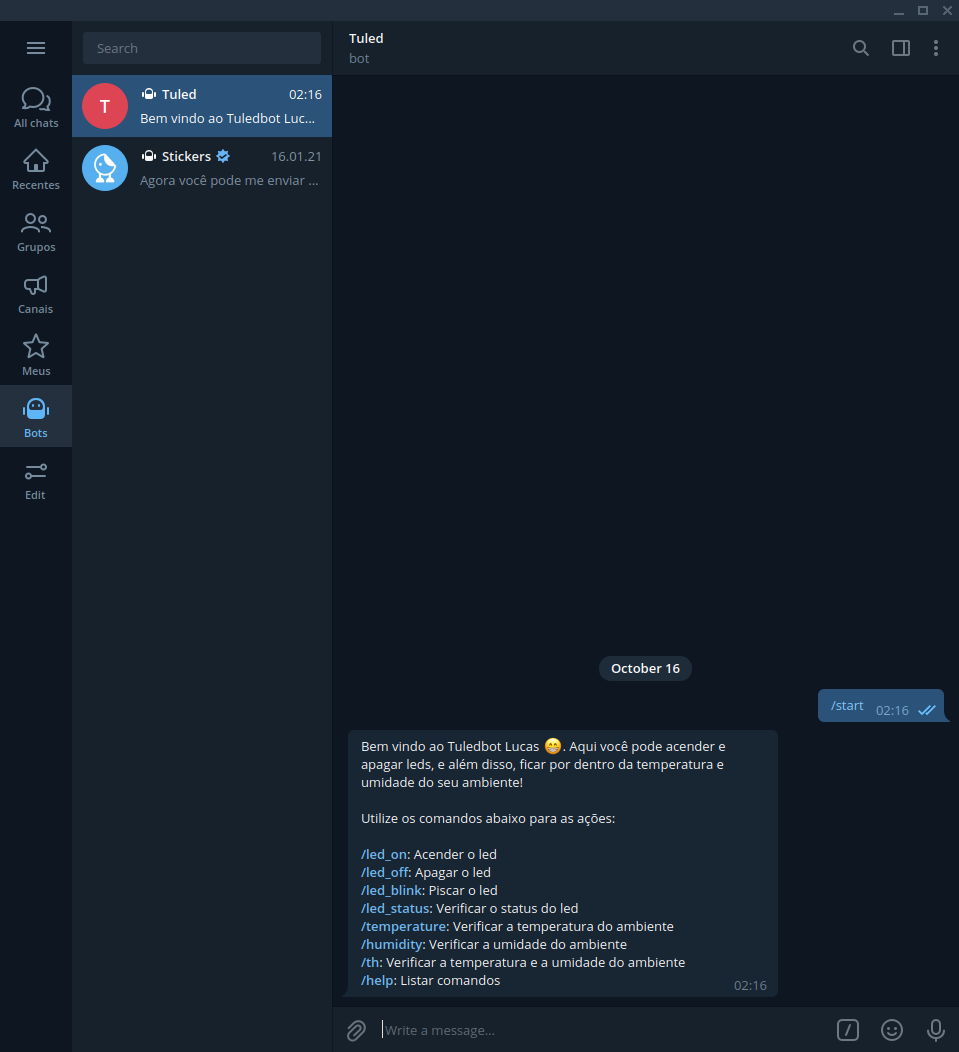 Search
All chats
Recentes
Grupos
Canais
Meus
Bots
Edit
T
Tuled 02:16
Bem vindo ao Tuledbot Luc...
Stickers 16.01.21
Agora você pode me enviar ...
Tuled
bot
October 16
/start 02:16
Bem vindo ao Tuledbot Lucas 😁. Aqui você pode acender e
apagar leds, e além disso, ficar por dentro da temperatura e
umidade do seu ambiente!
Utilize os comandos abaixo para as ações:
/led_on: Acender o led
/led_off: Apagar o led
/led_blink: Piscar o led
/led_status: Verificar o status do led
/temperature: Verificar a temperatura do ambiente
/humidity: Verificar a umidade do ambiente
/th: Verificar a temperatura e a umidade do ambiente
/help: Listar comandos
02:16
Write a message...